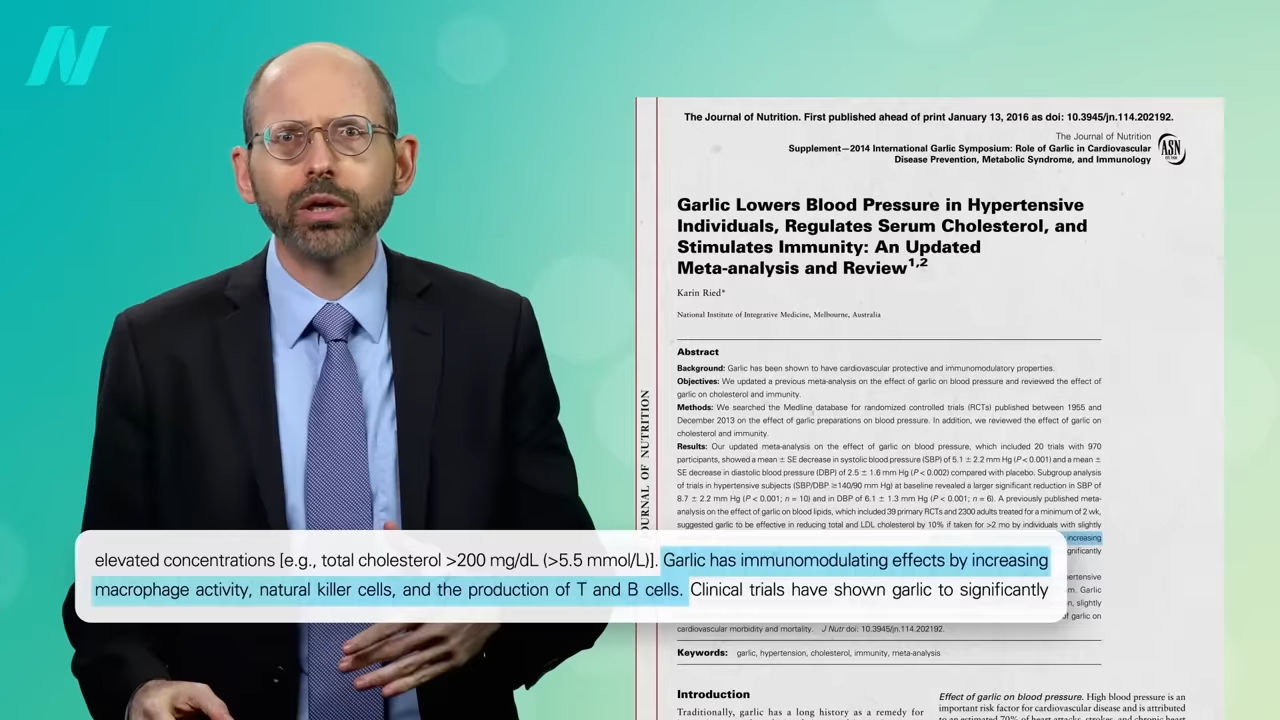 N
The Journal of Nutrition. First published ahead of print January 13, 2016 as doi: 10.3945/jn.114.202192.
The Journal of Nutrition
Supplement—2014 International Garlic Symposium: Role of Garlic in Cardiovascular
Disease Prevention, Metabolic Syndrome, and Immunology
ASN
Garlic Lowers Blood Pressure in Hypertensive
Individuals, Regulates Serum Cholesterol, and
Stimulates Immunity: An Updated
Meta-analysis and Review1,2
Karin Ried*
National Institute of Integrative Medicine, Melbourne, Australia
Abstract
Background: Garlic has been shown to have cardiovascular protective and immunomodulatory properties.
Objectives: We updated a previous meta-analysis on the effect of garlic on blood pressure and reviewed the effect of
garlic on cholesterol and immunity.
Methods: We searched the Medline database for randomized controlled trials (RCTs) published between 1955 and
December 2013 on the effect of garlic preparations on blood pressure. In addition, we reviewed the effect of garlic on
cholesterol and immunity.
Results: Our updated meta-analysis on the effect of garlic on blood pressure, which included 20 trials with 970
participants, showed a mean ± SE decrease in systolic blood pressure (SBP) of 5.1 ± 2.2 mm Hg (P < 0.001) and a mean ±
SE decrease in diastolic blood pressure (DBP) of 2.5 ± 1.6 mm Hg (P < 0.002) compared with placebo. Subgroup analysis
of trials in hypertensive subjects (SBP/DBP ≥140/90 mm Hg) at baseline revealed a larger significant reduction in SBP of
8.7 ± 2.2 mm Hg (P < 0.001; n = 10) and in DBP of 6.1 ± 1.3 mm Hg (P < 0.001; n = 6). A previously published meta-
analysis on the effect of garlic on blood lipids, which included 39 primary RCTs and 2300 adults treated for a minimum of 2 wk,
suggested garlic to be effective in reducing total and LDL cholesterol by 10% if taken for >2 mo by individuals with slightly
increasing
elevated concentrations [e.g., total cholesterol >200 mg/dL (>5.5 mmol/L)]. Garlic has immunomodulating effects by increasing
macrophage activity, natural killer cells, and the production of T and B cells. Clinical trials have shown garlic to significantly
slightly
of garlic on
cardiovascular morbidity and mortality. J Nutr doi: 10.3945/jn.114.202192.
Keywords: garlic, hypertension, cholesterol, immunity, meta-analysis
JOURNAL OF NUTRITION
Introduction
Traditionally, garlic has a long history as a remedy for
Effect of garlic on blood pressure. High blood pressure is an
important risk factor for cardiovascular disease and is attributed
to an estimated 70% of heart attacks, strokes, and chronic heart